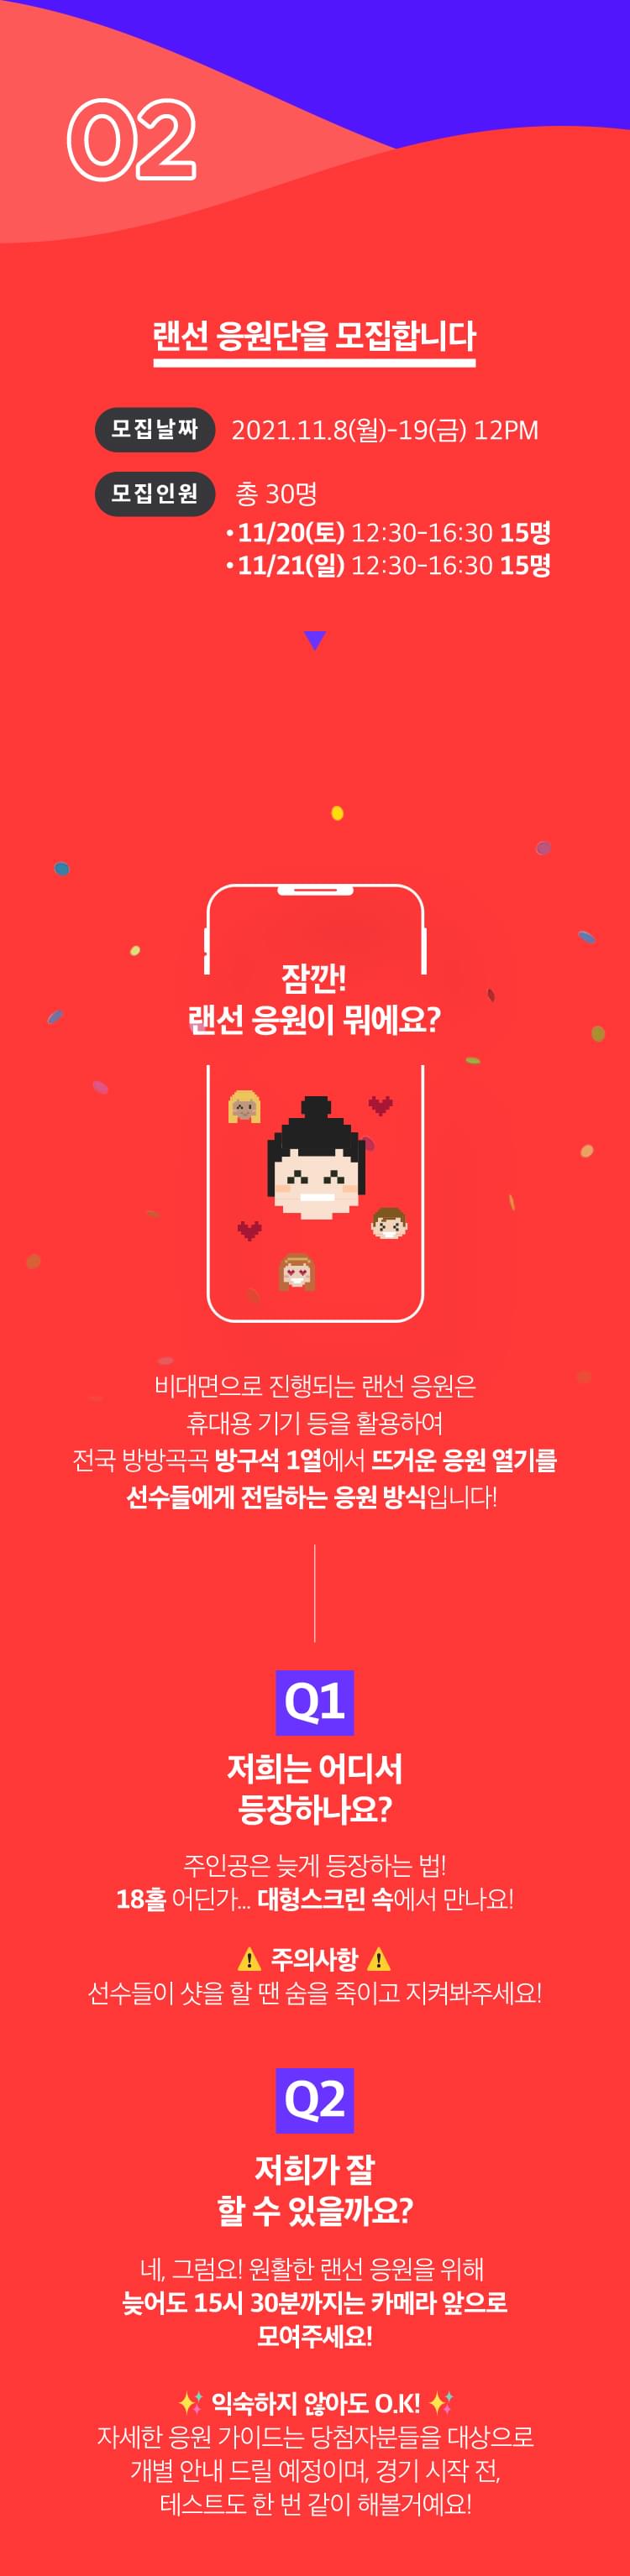 02
랜선 응원단을 모집합니다
모집날짜 2021.11.8(월)-19(금) 12PM
모집인원 총 30명
• 11/20(토) 12:30-16:30 15명
• 11/21(일) 12:30-16:30 15명
잠깐!
랜선 응원이 뭐에요?
비대면으로 진행되는 랜선 응원은
휴대용 기기 등을 활용하여
전국 방방곡곡 방구석 1열에서 뜨거운 응원 열기를
선수들에게 전달하는 응원 방식입니다!
Q1
저희는 어디서
등장하나요?
주인공은 늦게 등장하는 법!
18홀 어딘가... 대형스크린 속에서 만나요!
⚠️ 주의사항 ⚠️
선수들이 샷을 할 땐 숨을 죽이고 지켜봐주세요!
Q2
저희가 잘
할 수 있을까요?
네, 그럼요! 원활한 랜선 응원을 위해
늦어도 15시 30분까지는 카메라 앞으로
모여주세요!
✨ 익숙하지 않아도 O.K! ✨
자세한 응원 가이드는 당첨자분들을 대상으로
개별 안내 드릴 예정이며, 경기 시작 전,
테스트도 한 번 같이 해볼거예요!